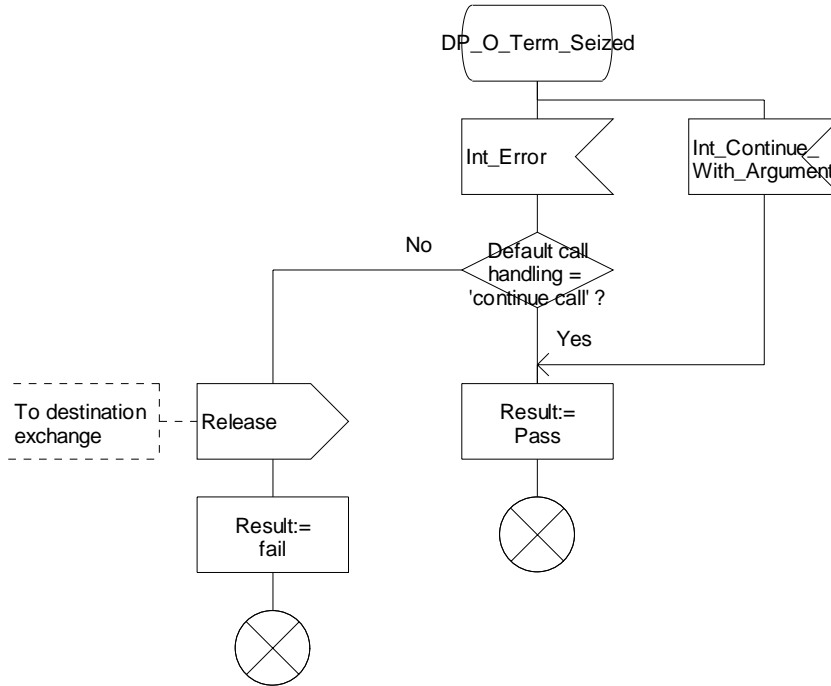 DP_O_Term_Seized
Int_Error
Int_Continue_
With_Argument
No
Default call
handling =
'continue call' ?
Yes
To destination
exchange
Release
Result:=
Pass
Result:=
fail